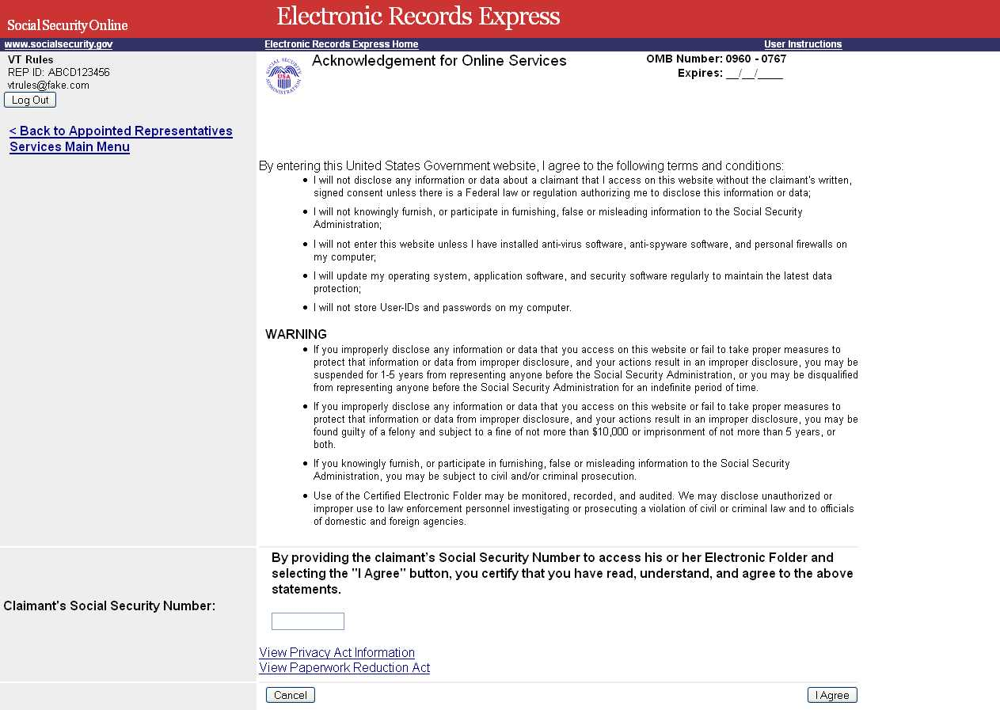 Social Security Online
Electronic Records Express
www.socialsecurity.gov
Electronic Records Express Home
User Instructions
VT Rules
REP ID: ABCD123456
vtrules@fake.com
Log Out
< Back to Appointed Representatives
Services Main Menu
SOCIAL SECURITY ADMINISTRATION
USA
Acknowledgement for Online Services
OMB Number: 0960 - 0767
Expires: __/__/____
By entering this United States Government website, I agree to the following terms and conditions:
• I will not disclose any information or data about a claimant that I access on this website without the claimant's written,
signed consent unless there is a Federal law or regulation authorizing me to disclose this information or data;
• I will not knowingly furnish, or participate in furnishing, false or misleading information to the Social Security
Administration;
• I will not enter this website unless I have installed anti-virus software, anti-spyware software, and personal firewalls on
my computer;
• I will update my operating system, application software, and security software regularly to maintain the latest data
protection;
• I will not store User-IDs and passwords on my computer.
WARNING
• If you improperly disclose any information or data that you access on this website or fail to take proper measures to
protect that information or data from improper disclosure, and your actions result in an improper disclosure, you may be
suspended for 1-5 years from representing anyone before the Social Security Administration, or you may be disqualified
from representing anyone before the Social Security Administration for an indefinite period of time.
• If you improperly disclose any information or data that you access on this website or fail to take proper measures to
protect that information or data from improper disclosure, and your actions result in an improper disclosure, you may be
found guilty of a felony and subject to a fine of not more than $10,000 or imprisonment of not more than 5 years, or
both.
• If you knowingly furnish, or participate in furnishing, false or misleading information to the Social Security
Administration, you may be subject to civil and/or criminal prosecution.
• Use of the Certified Electronic Folder may be monitored, recorded, and audited. We may disclose unauthorized or
improper use to law enforcement personnel investigating or prosecuting a violation of civil or criminal law and to officials
of domestic and foreign agencies.
By providing the claimant's Social Security Number to access his or her Electronic Folder and
selecting the "I Agree" button, you certify that you have read, understand, and agree to the above
statements.
Claimant's Social Security Number:
View Privacy Act Information
View Paperwork Reduction Act
Cancel
I Agree